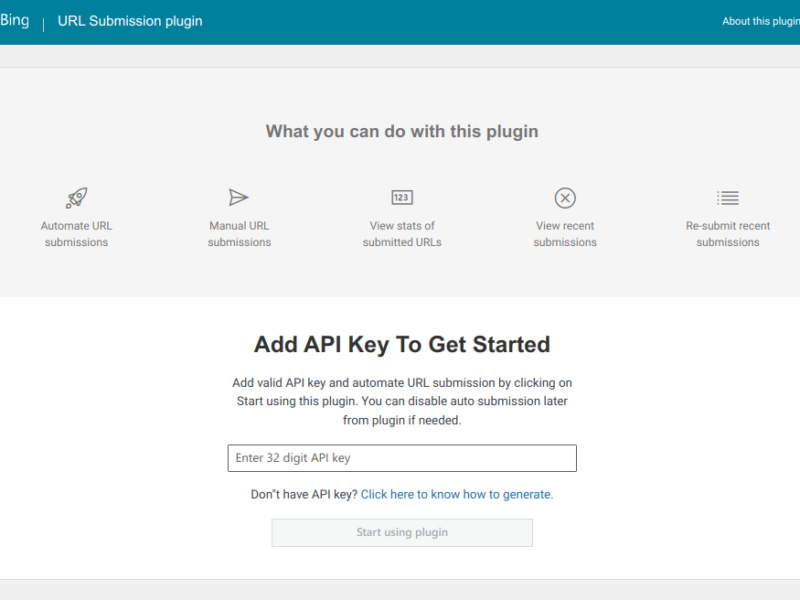 Bing | URL Submission plugin About this plugin
What you can do with this plugin
123
Automate URL submissions
Manual URL submissions
View stats of submitted URLs
View recent submissions
Re-submit recent submissions
Add API Key To Get Started
Add valid API key and automate URL submission by clicking on
Start using this plugin. You can disable auto submission later
from plugin if needed.
Enter 32 digit API key
Don"t have API key? Click here to know how to generate.
Start using plugin